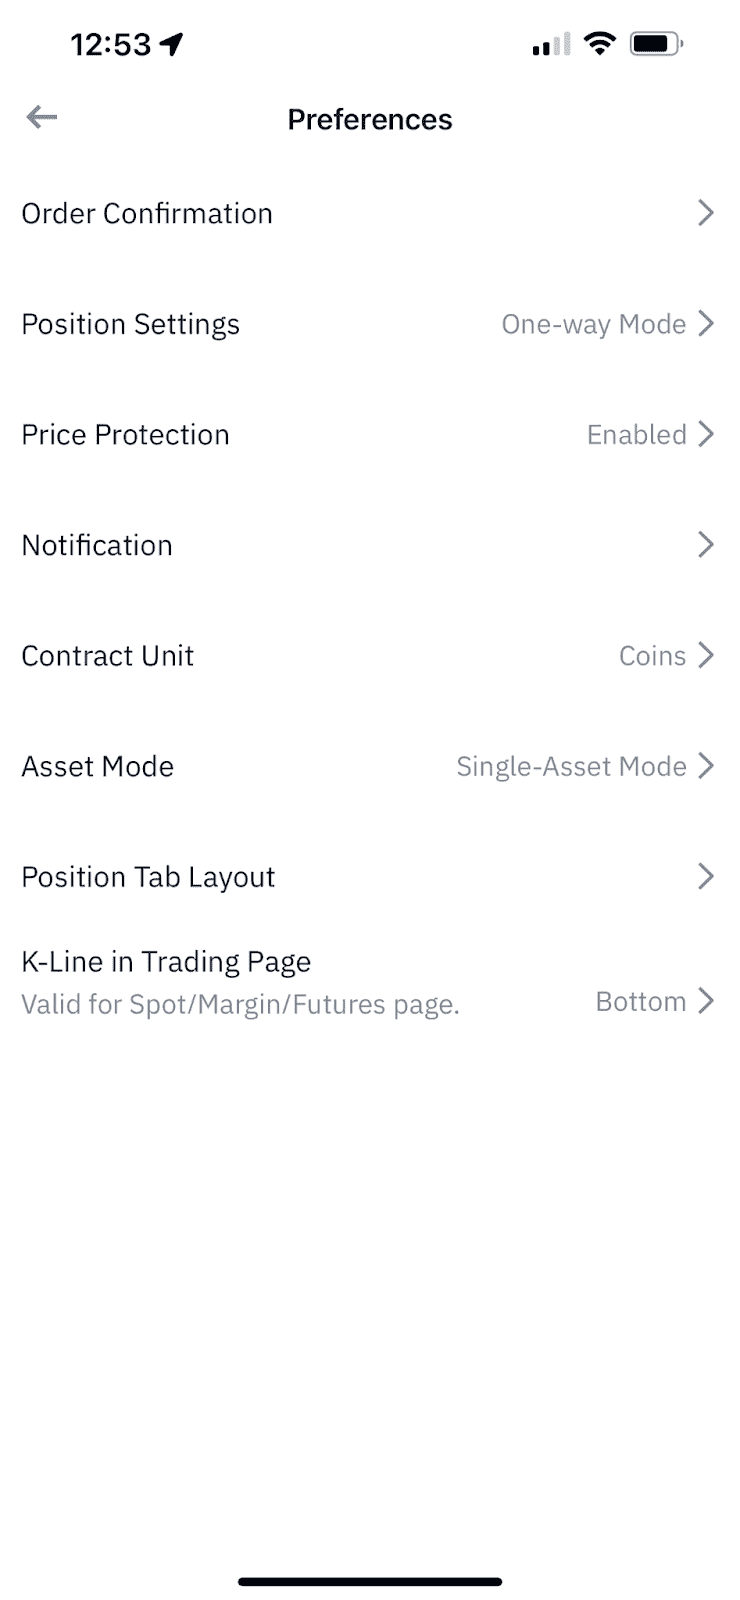 12:53
Preferences
Order Confirmation
Position Settings One-way Mode
Price Protection Enabled
Notification
Contract Unit Coins
Asset Mode Single-Asset Mode
Position Tab Layout
K-Line in Trading Page
Valid for Spot/Margin/Futures page. Bottom